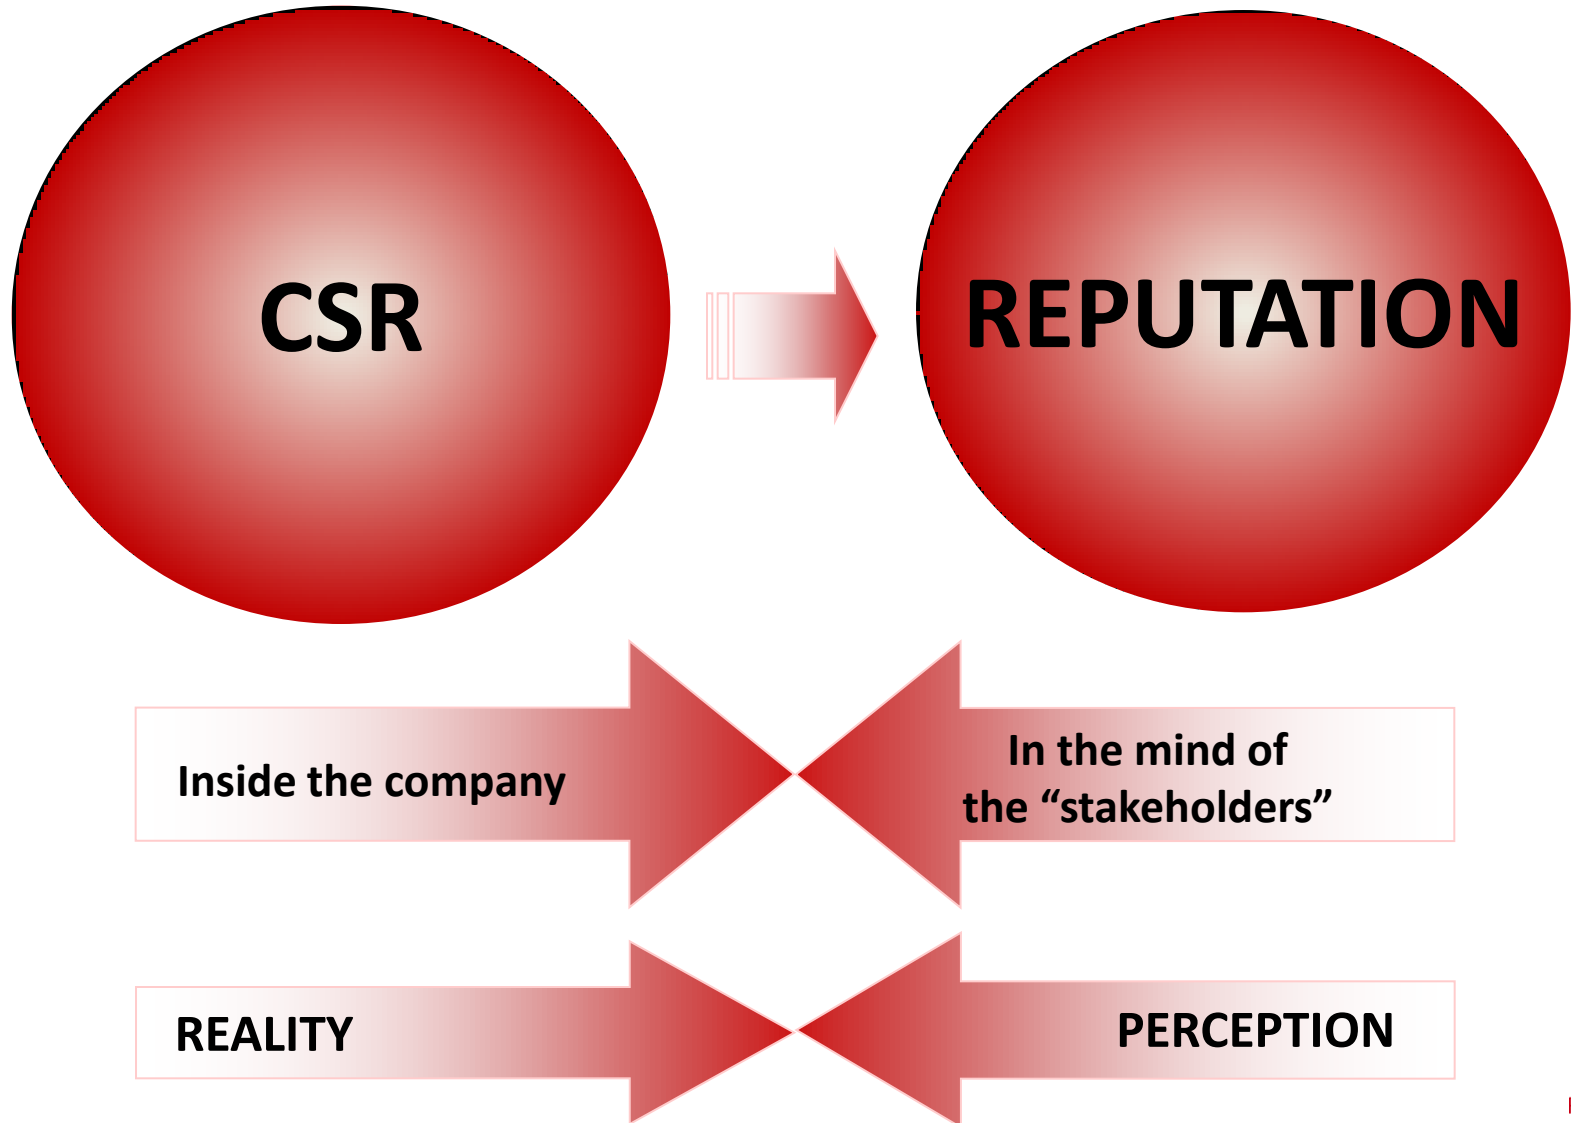 CSR
REPUTATION
Inside the company
In the mind of
the “stakeholders”
REALITY
PERCEPTION